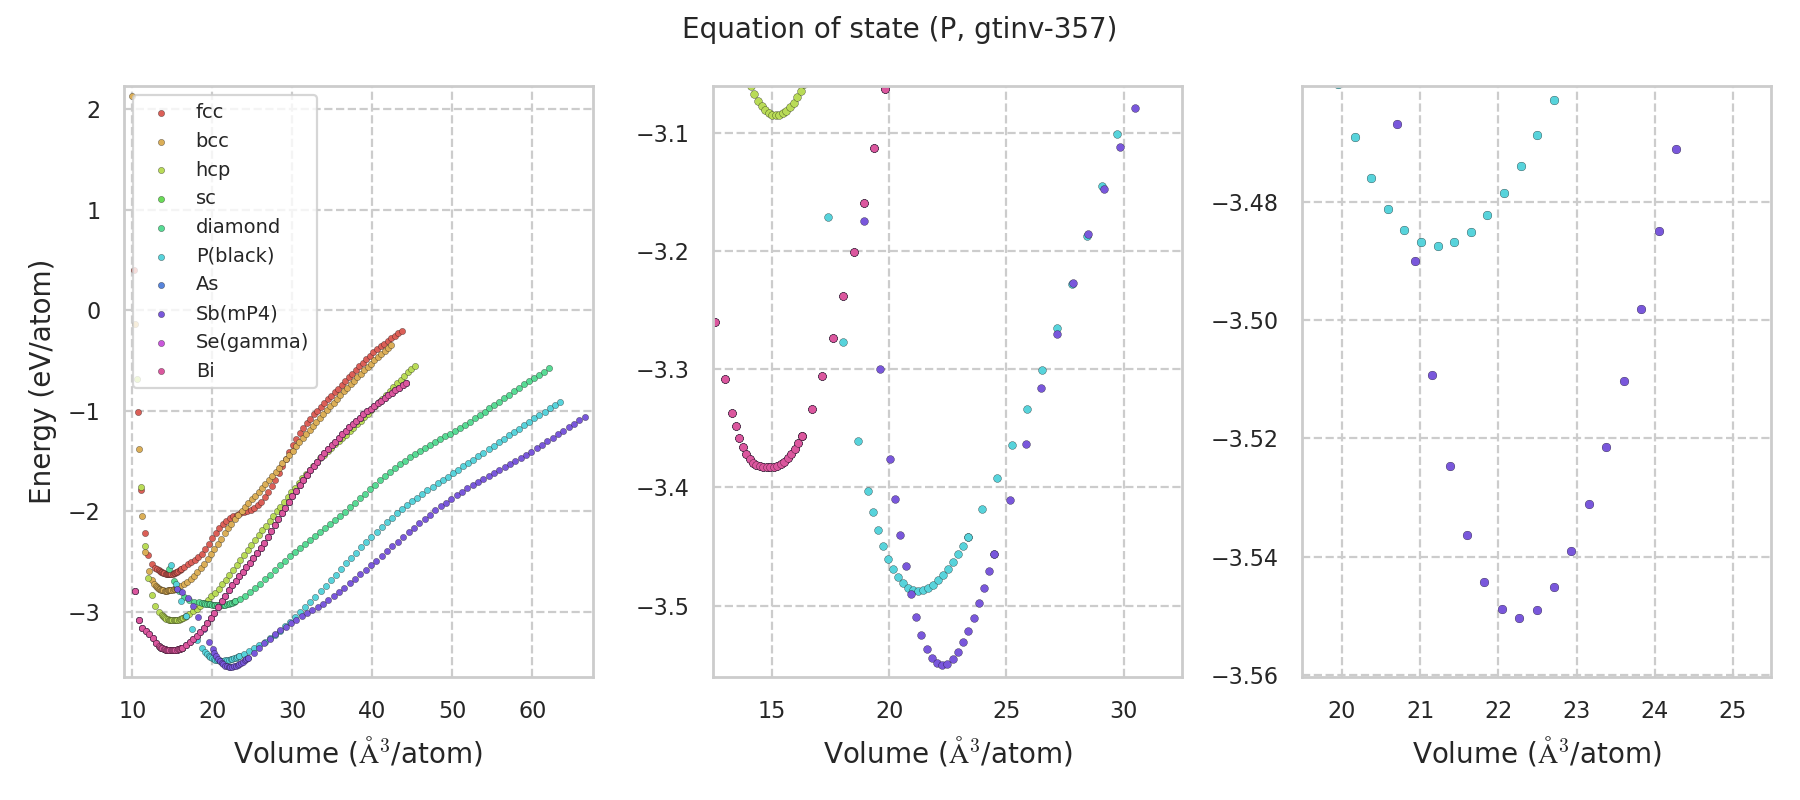 Equation of state (P, gtinv-357)
Energy (eV/atom)
2
1
0
−1
−2
−3
fcc
bcc
hcp
sc
diamond
P(black)
As
Sb(mP4)
Se(gamma)
Bi
10 20 30 40 50 60
Volume (Å³/atom)
−3.1
−3.2
−3.3
−3.4
−3.5
15 20 25 30
Volume (Å³/atom)
−3.48
−3.50
−3.52
−3.54
−3.56
20 21 22 23 24 25
Volume (Å³/atom)